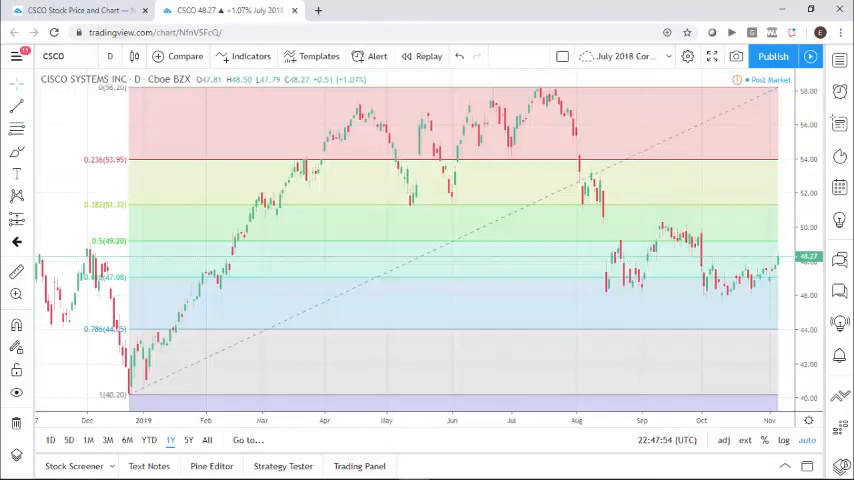 CSCO Stock Price and Chart — N
CSCO 48.27 ▲ +1.07% July 2018
tradingview.com/chart/NfnV5FcQ/
E
11
CSCO
D
Compare
Indicators
Templates
Alert
Replay
July 2018 Cor...
Publish
CISCO SYSTEMS INC · D · Cboe BZX O47.81 H48.50 L47.79 C48.27 +0.51 (+1.07%)
Post Market
0(58.20)
58.00
56.00
0.236(53.95)
54.00
52.00
0.382(51.32)
50.00
0.5(49.20)
48.27
46.00
0.786(44.05)
44.00
42.00
1(40.20)
40.00
7 Dec 2019 Feb Mar Apr May Jun Jul Aug Sep Oct Nov
1D 5D 1M 3M 6M YTD 1Y 5Y All Go to... 22:47:54 (UTC) adj ext % log auto
Stock Screener Text Notes Pine Editor Strategy Tester Trading Panel